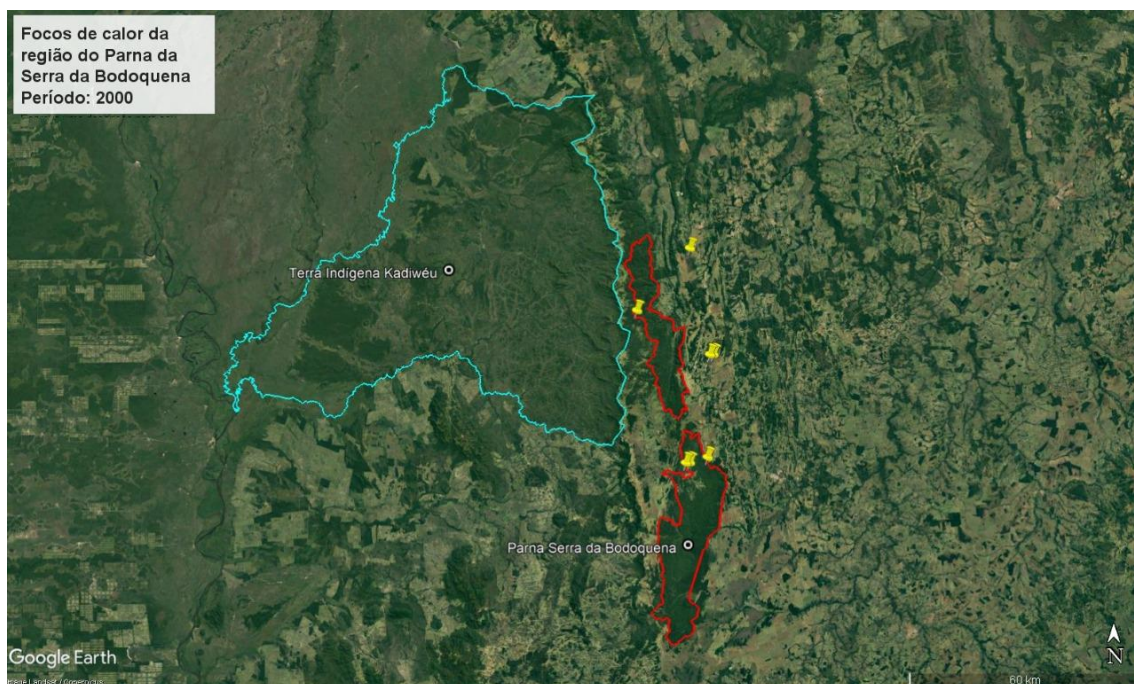 Focos de calor da
região do Parna da
Serra da Bodoquena
Período: 2000
Terra Indígena Kadiwéu
Parna Serra da Bodoquena
Google Earth
N
60 km